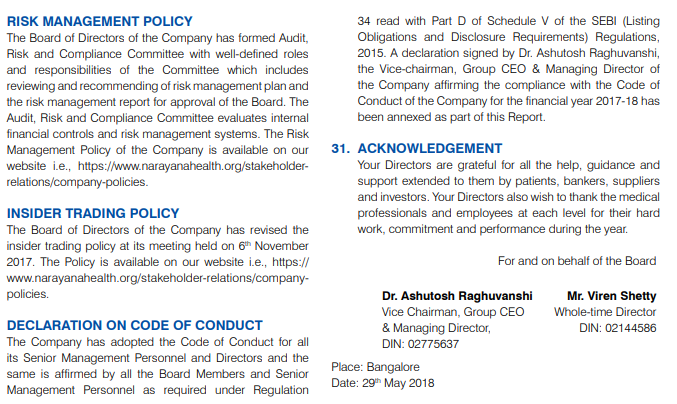 RISK MANAGEMENT POLICY
The Board of Directors of the Company has formed Audit,
Risk and Compliance Committee with well-defined roles
and responsibilities of the Committee which includes
reviewing and recommending of risk management plan and
the risk management report for approval of the Board. The
Audit, Risk and Compliance Committee evaluates internal
financial controls and risk management systems. The Risk
Management Policy of the Company is available on our
website i.e., https://www.narayanahealth.org/stakeholder-
relations/company-policies.
INSIDER TRADING POLICY
The Board of Directors of the Company has revised the
insider trading policy at its meeting held on 6th November
2017. The Policy is available on our website i.e., https://
www.narayanahealth.org/stakeholder-relations/company-
policies.
DECLARATION ON CODE OF CONDUCT
The Company has adopted the Code of Conduct for all
its Senior Management Personnel and Directors and the
same is affirmed by all the Board Members and Senior
Management Personnel as required under Regulation
34 read with Part D of Schedule V of the SEBI (Listing
Obligations and Disclosure Requirements) Regulations,
2015. A declaration signed by Dr. Ashutosh Raghuvanshi,
the Vice-chairman, Group CEO & Managing Director of
the Company affirming the compliance with the Code of
Conduct of the Company for the financial year 2017-18 has
been annexed as part of this Report.
31. ACKNOWLEDGEMENT
Your Directors are grateful for all the help, guidance and
support extended to them by patients, bankers, suppliers
and investors. Your Directors also wish to thank the medical
professionals and employees at each level for their hard
work, commitment and performance during the year.
For and on behalf of the Board
Dr. Ashutosh Raghuvanshi
Vice Chairman, Group CEO
& Managing Director,
DIN: 02775637
Mr. Viren Shetty
Whole-time Director
DIN: 02144586
Place: Bangalore
Date: 29th May 2018